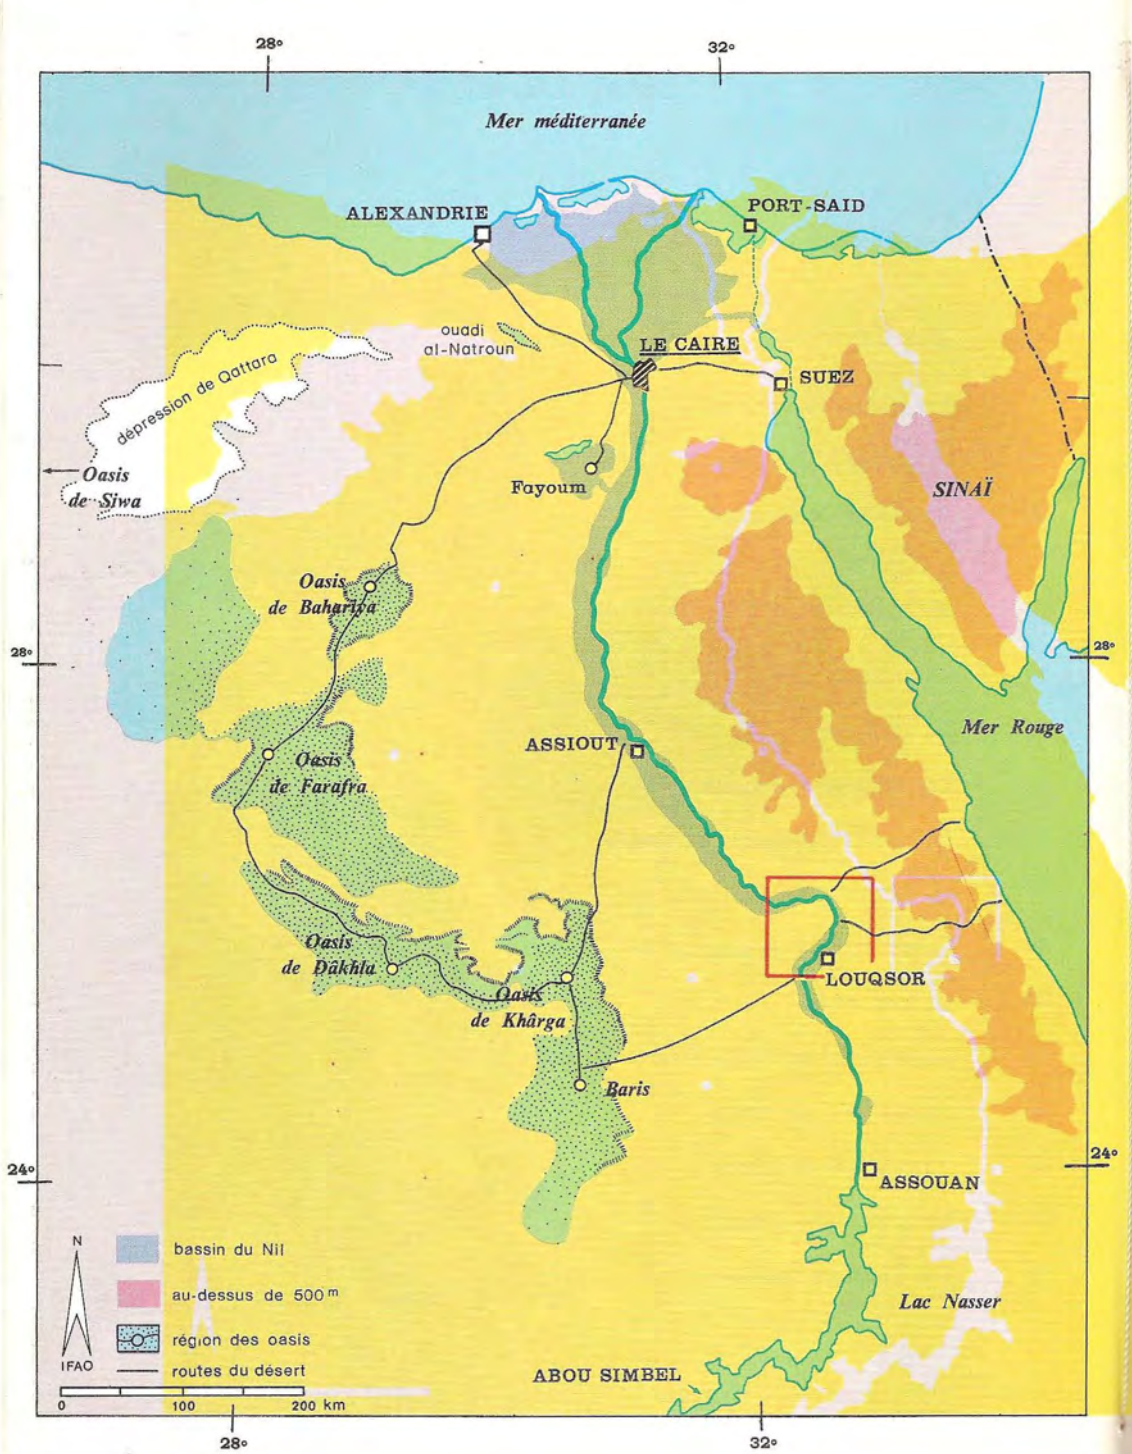 28°
32°
Mer méditerranée
ALEXANDRIE
PORT-SAID
ouadi
al-Natroun
LE CAIRE
SUEZ
dépression de Qattara
Oasis
de Siwa
Fayoum
SINAÏ
Oasis
de Bahariya
28°
28°
Mer Rouge
ASSIOUT
Oasis
de Farafra
Oasis
de Dâkhla
Oasis
de Khârga
LOUQSOR
Baris
24°
24°
ASSOUAN
N
bassin du Nil
au-dessus de 500 m
Lac Nasser
région des oasis
IFAO
routes du désert
ABOU SIMBEL
0
100
200 km
28°
32°